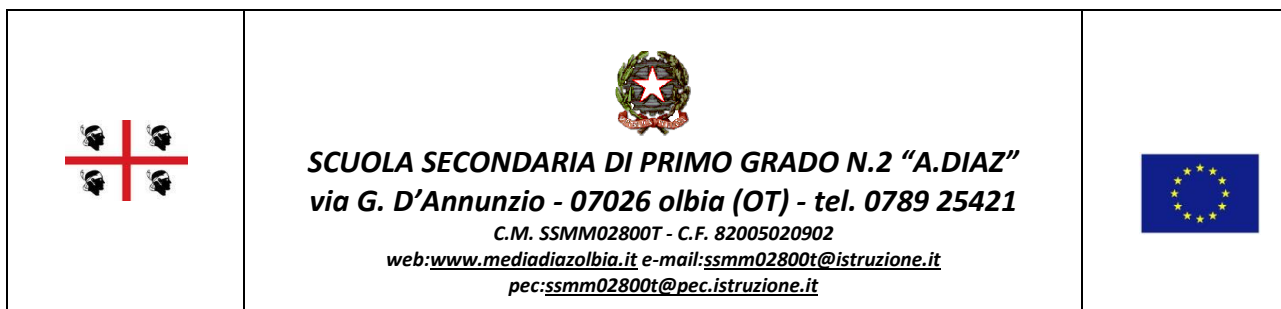 SCUOLA SECONDARIA DI PRIMO GRADO N.2 “A.DIAZ”
via G. D’Annunzio - 07026 olbia (OT) - tel. 0789 25421
C.M. SSMM02800T - C.F. 82005020902
web:www.mediadiazolbia.it e-mail:ssmm02800t@istruzione.it
pec:ssmm02800t@pec.istruzione.it